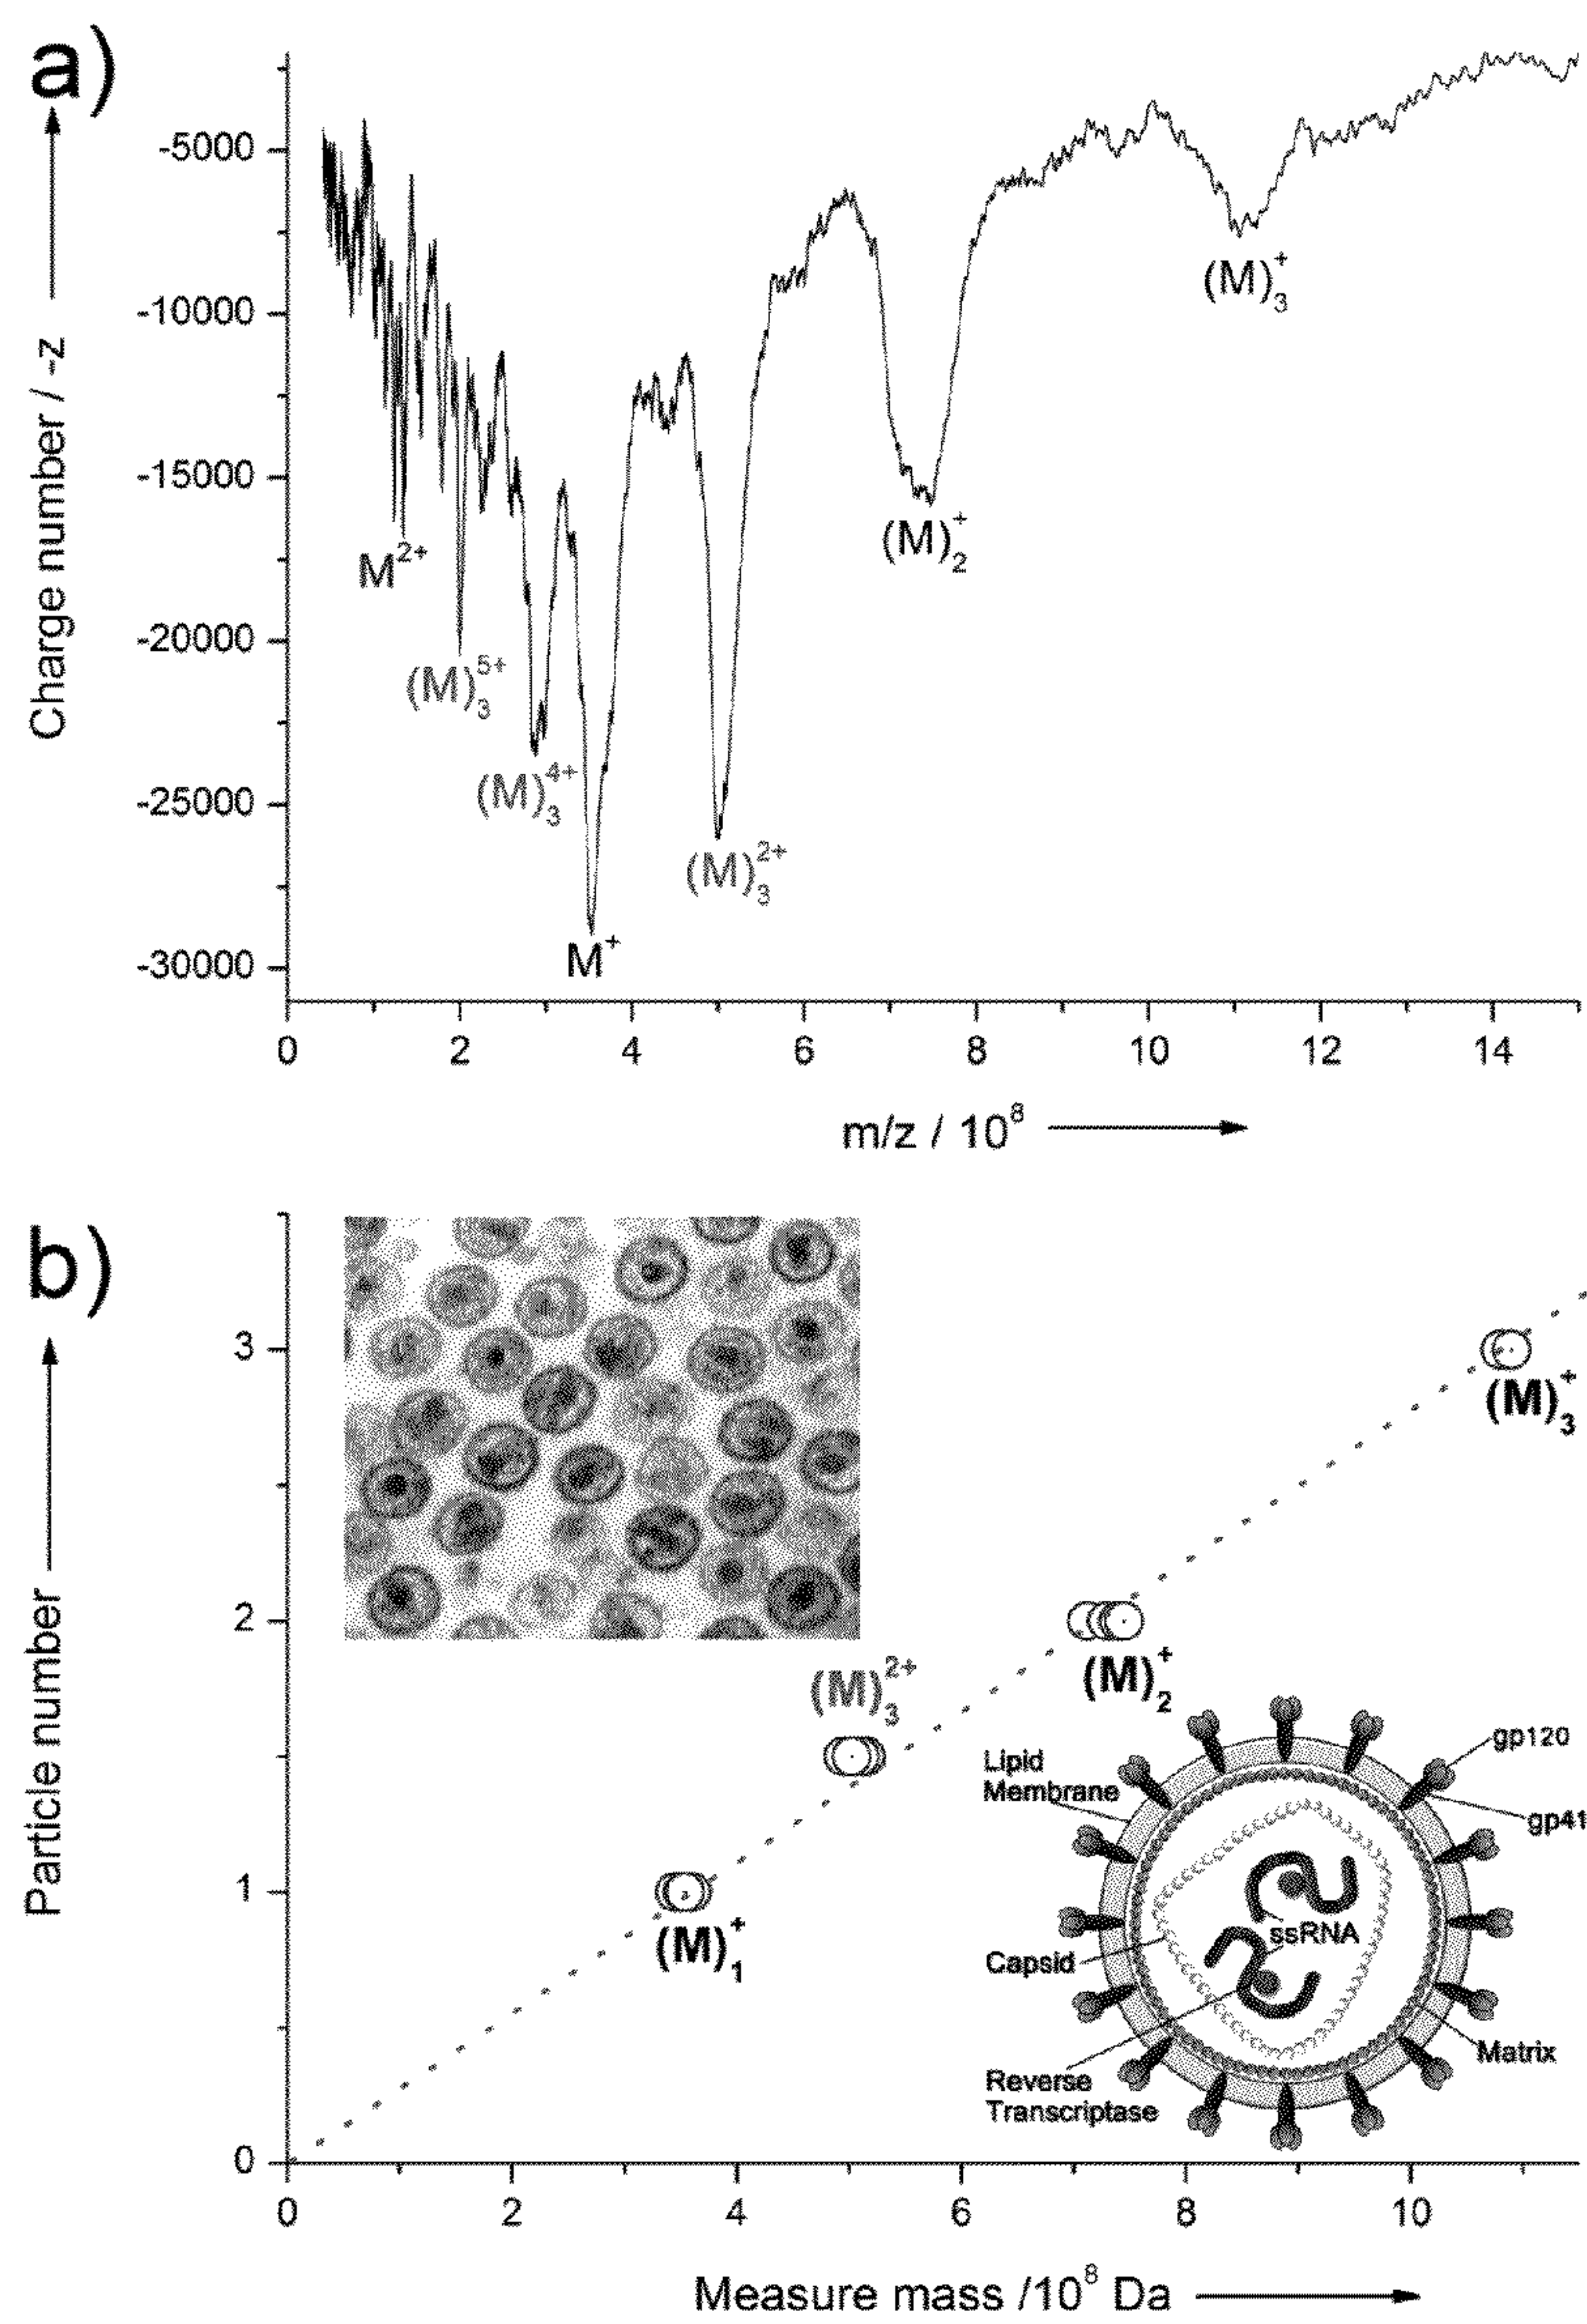 a)
Charge number / -z
-5000
-10000
-15000
-20000
-25000
-30000
M²⁺
(M)₃⁵⁺
(M)₃⁴⁺
M⁺
(M)₃²⁺
(M)₂⁺
(M)₃⁺
0 2 4 6 8 10 12 14
m/z / 10⁸
b)
Particle number
3
2
1
0
(M)₃⁺
(M)₂⁺
(M)₃²⁺
(M)₁⁺
Lipid
Membrane
gp120
gp41
ssRNA
Capsid
Matrix
Reverse
Transcriptase
0 2 4 6 8 10
Measure mass /10⁸ Da